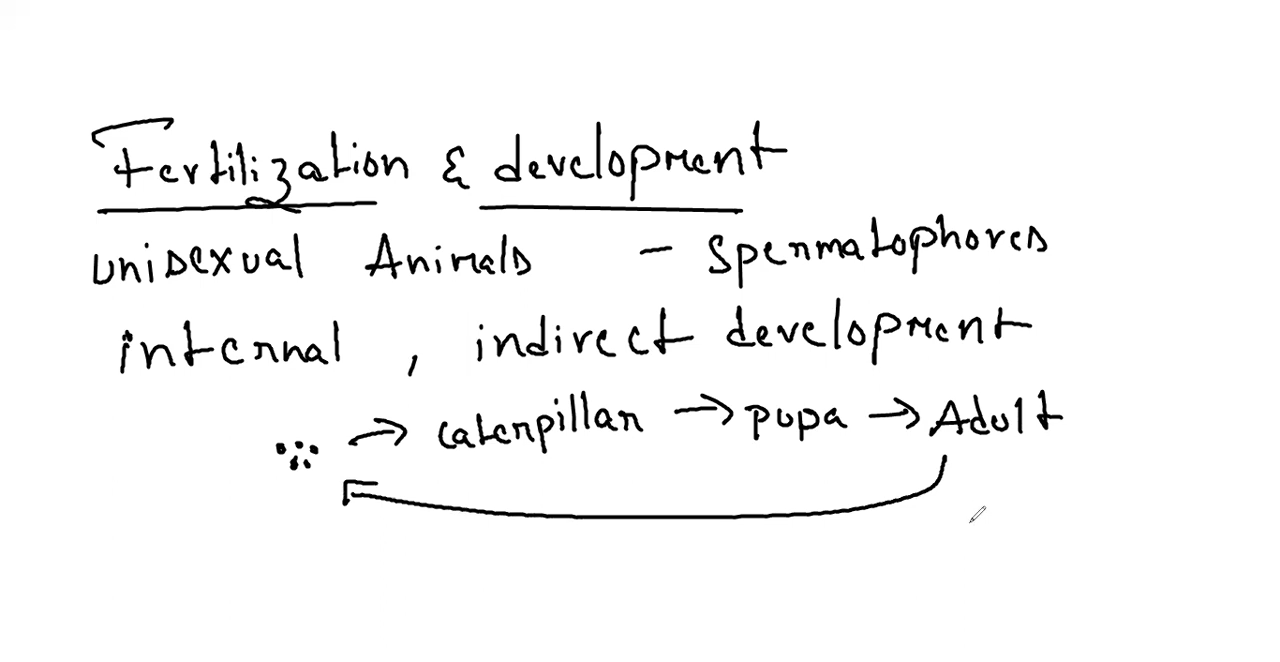 Fertilization & development
unisexual Animals - Spermatophores
internal, indirect development
→ caterpillar → pupa → Adult